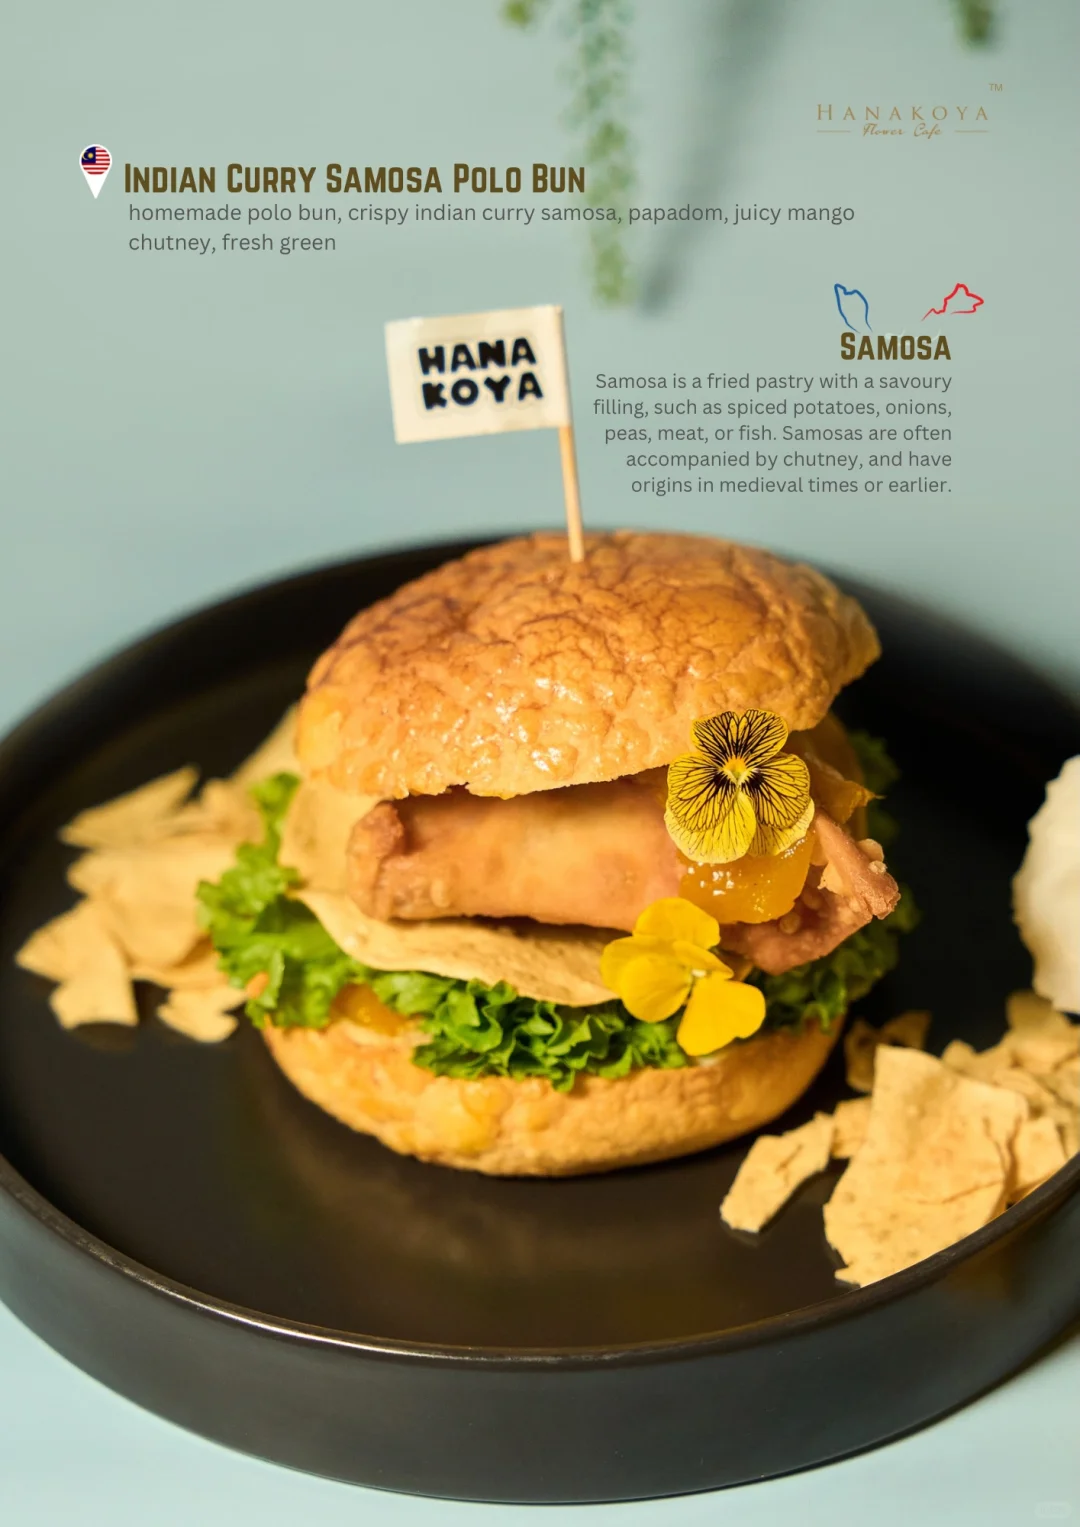 HANAKOYA™
Flower Cafe
INDIAN CURRY SAMOSA POLO BUN
homemade polo bun, crispy indian curry samosa, papadom, juicy mango
chutney, fresh green
SAMOSA
Samosa is a fried pastry with a savoury
filling, such as spiced potatoes, onions,
peas, meat, or fish. Samosas are often
accompanied by chutney, and have
origins in medieval times or earlier.
HANA
KOYA